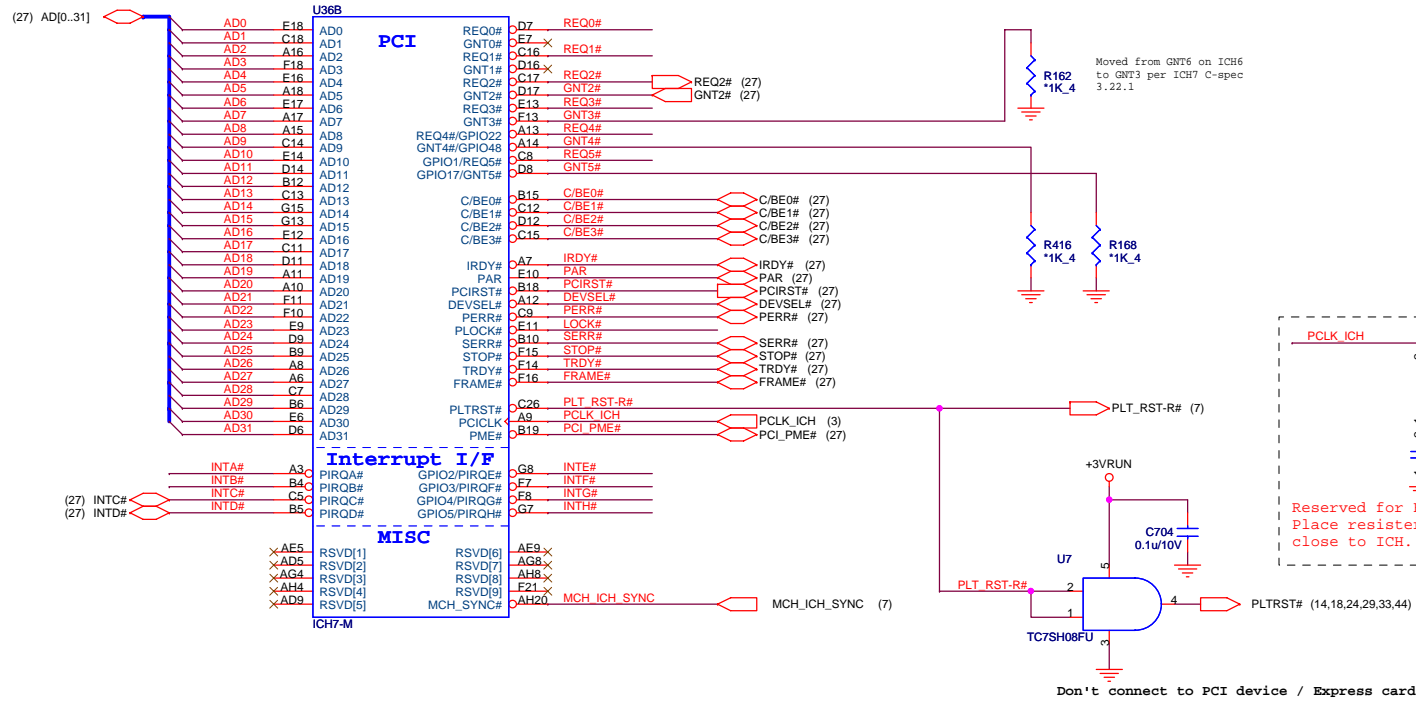 (27) AD[0..31]
U36B
PCI
AD0 E18 AD0
AD1 C18 AD1
AD2 A16 AD2
AD3 F18 AD3
AD4 E16 AD4
AD5 A18 AD5
AD6 E17 AD6
AD7 A17 AD7
AD8 A15 AD8
AD9 C14 AD9
AD10 E14 AD10
AD11 D14 AD11
AD12 B12 AD12
AD13 C13 AD13
AD14 G15 AD14
AD15 G13 AD15
AD16 E12 AD16
AD17 C11 AD17
AD18 D11 AD18
AD19 A11 AD19
AD20 A10 AD20
AD21 F11 AD21
AD22 F10 AD22
AD23 E9 AD23
AD24 D9 AD24
AD25 B9 AD25
AD26 A8 AD26
AD27 A6 AD27
AD28 C7 AD28
AD29 B6 AD29
AD30 E6 AD30
AD31 D6 AD31
REQ0# D7 REQ0#
GNT0# E7
REQ1# C16 REQ1#
GNT1# D16
REQ2# C17 REQ2# REQ2# (27)
GNT2# D17 GNT2# GNT2# (27)
REQ3# E13 REQ3#
GNT3# F13 GNT3#
REQ4#/GPIO22 A13 REQ4#
GNT4#/GPIO48 A14 GNT4#
GPIO1/REQ5# C8 REQ5#
GPIO17/GNT5# D8 GNT5#
C/BE0# B15 C/BE0# C/BE0# (27)
C/BE1# C12 C/BE1# C/BE1# (27)
C/BE2# D12 C/BE2# C/BE2# (27)
C/BE3# C15 C/BE3# C/BE3# (27)
IRDY# A7 IRDY# IRDY# (27)
PAR E10 PAR PAR (27)
PCIRST# B18 PCIRST# PCIRST# (27)
DEVSEL# A12 DEVSEL# DEVSEL# (27)
PERR# C9 PERR# PERR# (27)
PLOCK# E11 LOCK#
SERR# B10 SERR# SERR# (27)
STOP# F15 STOP# STOP# (27)
TRDY# F14 TRDY# TRDY# (27)
FRAME# F16 FRAME# FRAME# (27)
PLTRST# C26 PLT_RST-R# PLT_RST-R# (7)
PCICLK A9 PCLK_ICH PCLK_ICH (3)
PME# B19 PCI_PME# PCI_PME# (27)
Interrupt I/F
INTA# A3 PIRQA# GPIO2/PIRQE# G8 INTE#
INTB# B4 PIRQB# GPIO3/PIRQF# F7 INTF#
(27) INTC# INTC# C5 PIRQC# GPIO4/PIRQG# F8 INTG#
(27) INTD# INTD# B5 PIRQD# GPIO5/PIRQH# G7 INTH#
MISC
AE5 RSVD[1] RSVD[6] AE9
AD5 RSVD[2] RSVD[7] AG8
AG4 RSVD[3] RSVD[8] AH8
AH4 RSVD[4] RSVD[9] F21
AD9 RSVD[5] MCH_SYNC# AH20 MCH_ICH_SYNC MCH_ICH_SYNC (7)
ICH7-M
R162
*1K_4
Moved from GNT6 on ICH6
to GNT3 per ICH7 C-spec
3.22.1
R416
*1K_4
R168
*1K_4
PCLK_ICH
Reserved for
Place resister
close to ICH.
+3VRUN
C704
0.1u/10V
U7
5
PLT_RST-R# 2
1
4 PLTRST# (14,18,24,29,33,44)
3
TC7SH08FU
Don't connect to PCI device / Express card